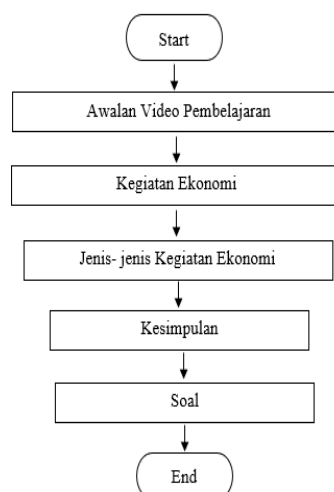 Start
Awalan Video Pembelajaran
Kegiatan Ekonomi
Jenis- jenis Kegiatan Ekonomi
Kesimpulan
Soal
End